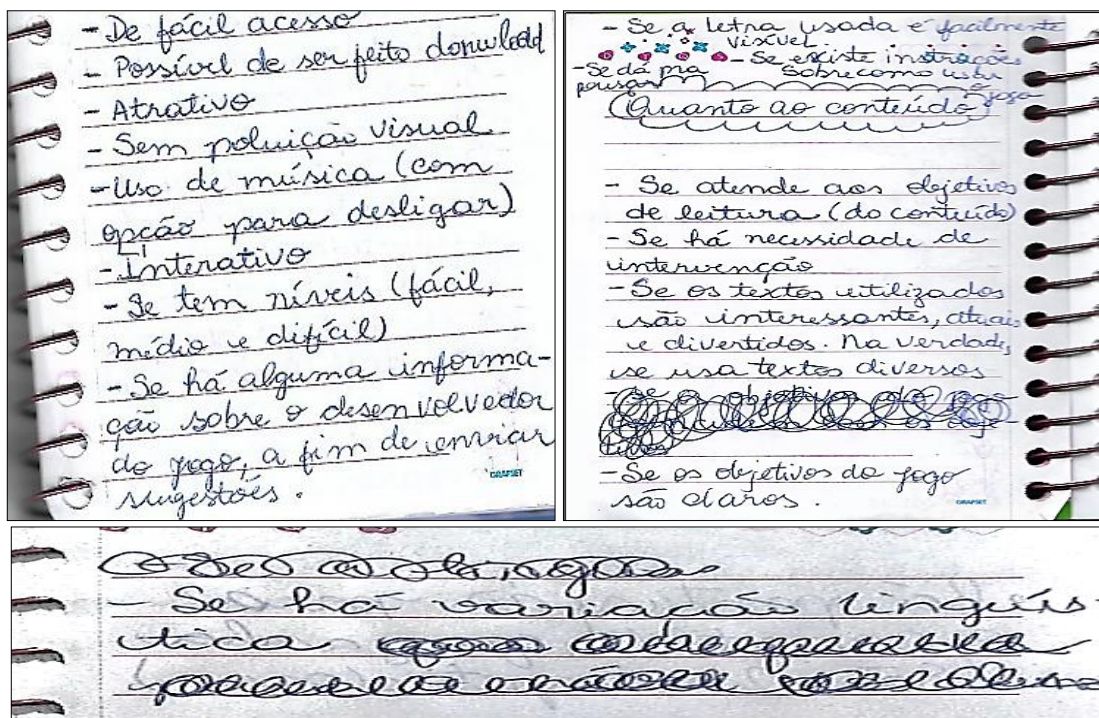 - De fácil acesso
- Possível de ser feito donwload
- Atrativo
- Sem poluição visual
- Uso de música (com
opção para desligar)
- Interativo
- Se tem níveis (fácil,
médio e difícil)
- Se há alguma informa-
ção sobre o desenvolvedor
do jogo, a fim de enviar
sugestões.
GRAFSET
- Se a letra usada é facilmente
visível
- Se existe instruções
sobre como usar
o jogo
- Se dá pra
pausar
Quanto ao conteúdo
- Se atende aos objetivos
de leitura (do conteúdo)
- Se há necessidade de
intervenção
- Se os textos utilizados
são interessantes, atuais
e divertidos. Na verdade,
se usa textos diversos
- Se os objetivos do jogo
são claros.
GRAFSET
- Se há variação linguís-
tica